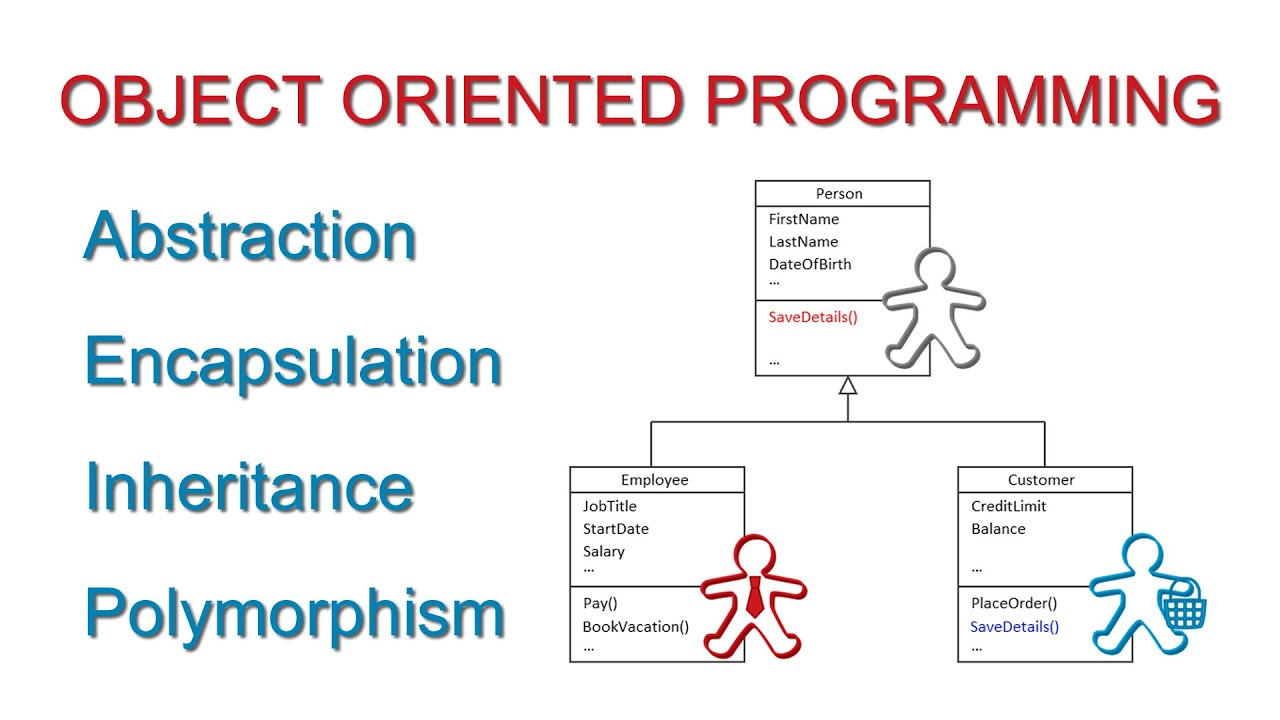 OBJECT ORIENTED PROGRAMMING
Abstraction
Encapsulation
Inheritance
Polymorphism
Person
FirstName
LastName
DateOfBirth
...
SaveDetails()
...
Employee
JobTitle
StartDate
Salary
...
Pay()
BookVacation()
...
Customer
CreditLimit
Balance
...
PlaceOrder()
SaveDetails()
...